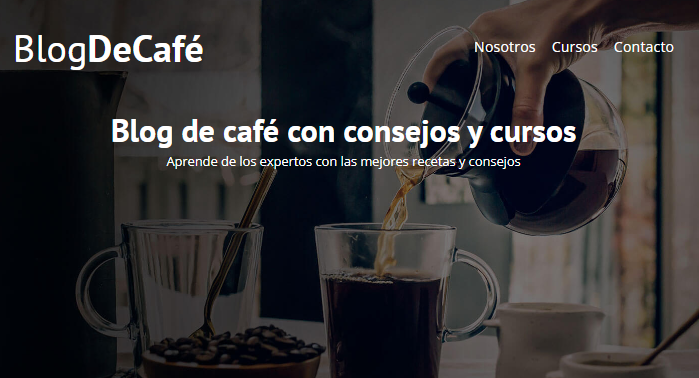 BlogDeCafé
Nosotros Cursos Contacto
Blog de café con consejos y cursos
Aprende de los expertos con las mejores recetas y consejos